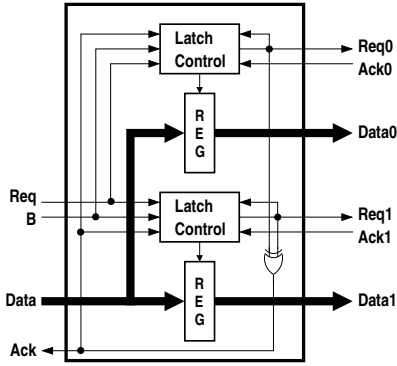 Latch
Control
Req0
Ack0
R
E
G
Data0
Req
B
Latch
Control
Req1
Ack1
R
E
G
Data
Data1
Ack